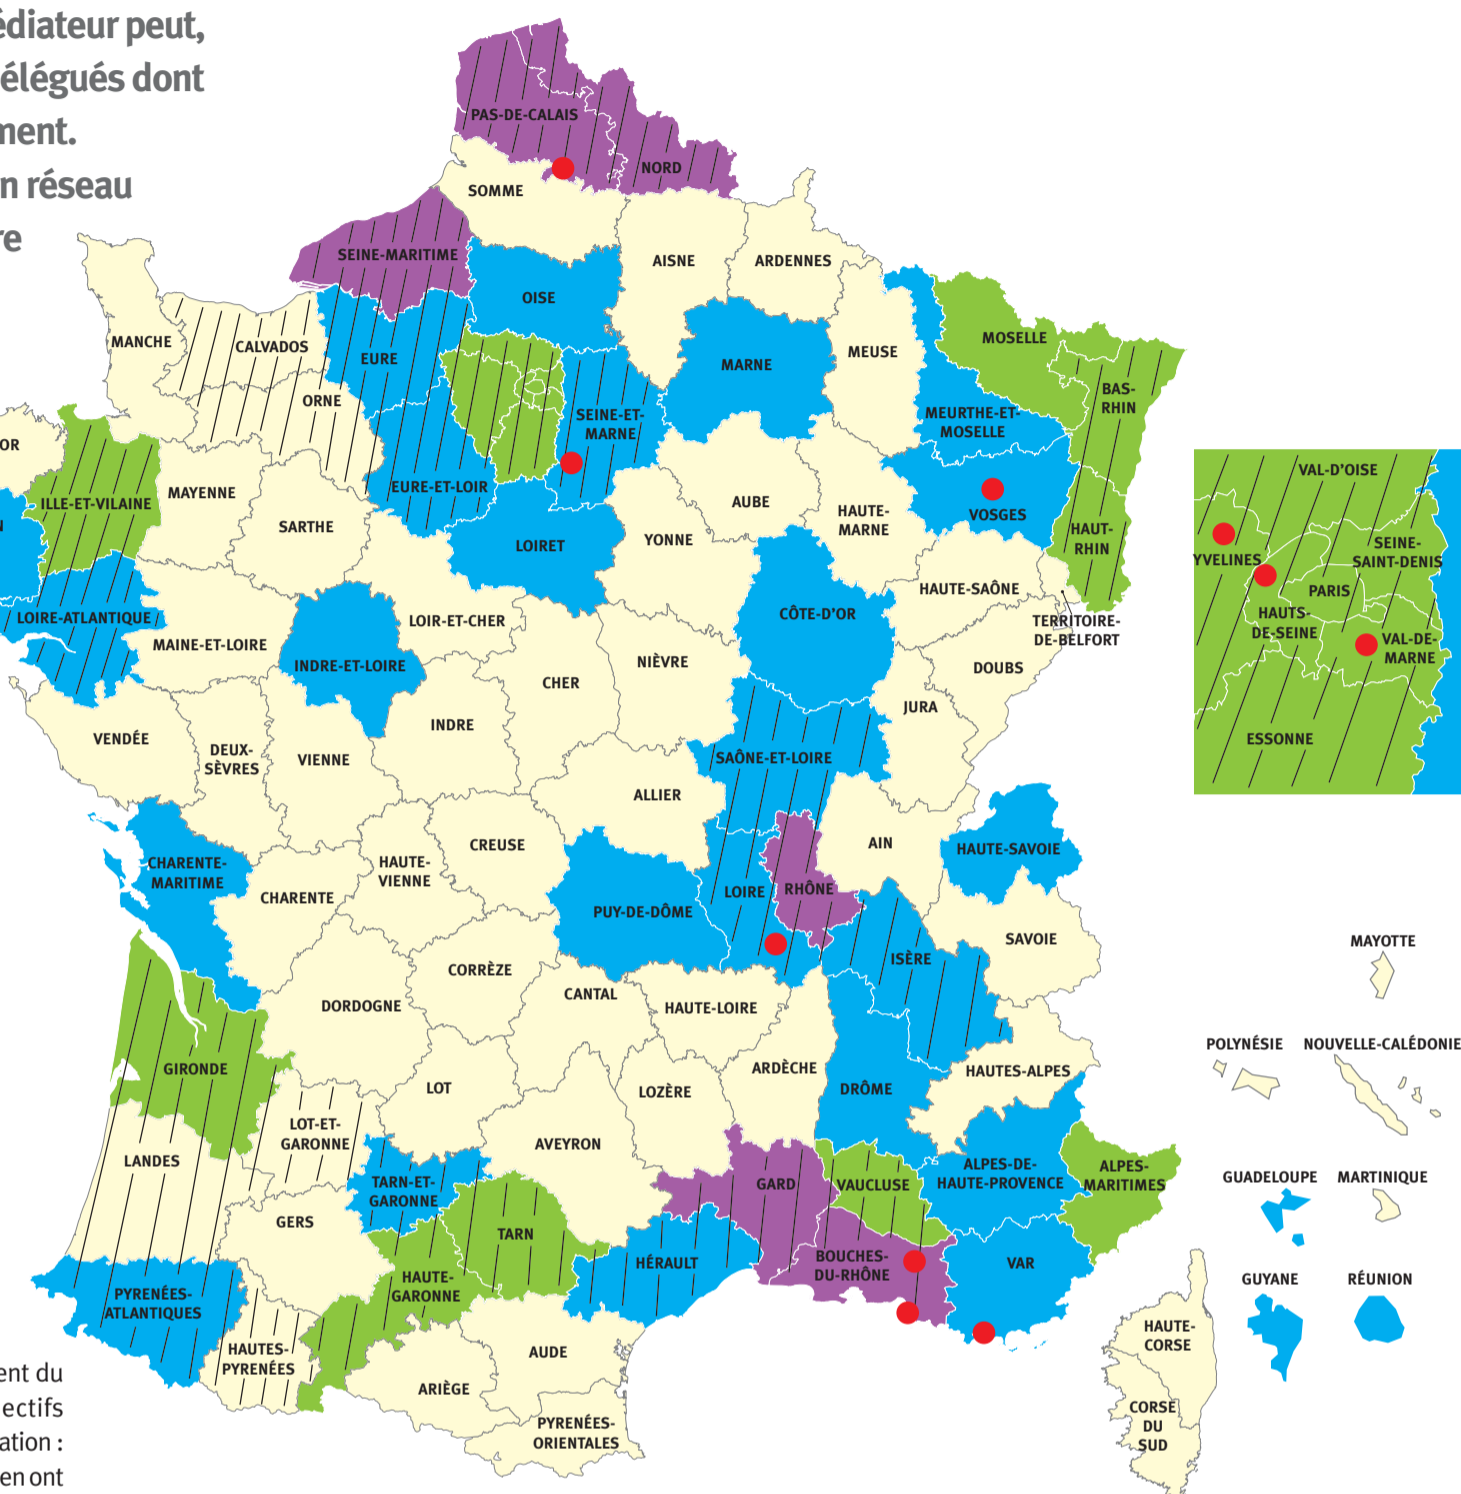 édiateur peut,
élégués dont
ment.
n réseau
re
PAS-DE-CALAIS
NORD
SOMME
SEINE-MARITIME
OISE
AISNE
ARDENNES
MANCHE
CALVADOS
EURE
ORNE
MARNE
MEUSE
MOSELLE
BAS-
RHIN
SEINE-ET-
MARNE
MEURTHE-ET-
MOSELLE
OR
ILLE-ET-VILAINE
MAYENNE
SARTHE
EURE-ET-LOIR
LOIRET
YONNE
AUBE
HAUTE-
MARNE
VOSGES
HAUT-
RHIN
N
LOIRE-ATLANTIQUE
MAINE-ET-LOIRE
INDRE-ET-LOIRE
LOIR-ET-CHER
CHER
NIÈVRE
CÔTE-D'OR
HAUTE-SAÔNE
TERRITOIRE-
DE-BELFORT
DOUBS
JURA
VENDÉE
DEUX-
SÈVRES
VIENNE
INDRE
SAÔNE-ET-LOIRE
ALLIER
CREUSE
HAUTE-
VIENNE
CHARENTE-
MARITIME
CHARENTE
PUY-DE-DÔME
LOIRE
RHÔNE
AIN
HAUTE-SAVOIE
SAVOIE
ISÈRE
CORRÈZE
DORDOGNE
CANTAL
HAUTE-LOIRE
GIRONDE
LOT
LOZÈRE
ARDÈCHE
DRÔME
HAUTES-ALPES
LOT-ET-
GARONNE
LANDES
AVEYRON
TARN-ET-
GARONNE
GERS
TARN
GARD
VAUCLUSE
ALPES-DE-
HAUTE-PROVENCE
ALPES-
MARITIMES
PYRÉNÉES-
ATLANTIQUES
HAUTE-
GARONNE
HÉRAULT
BOUCHES-
DU-RHÔNE
VAR
HAUTES-
PYRENÉES
ARIÈGE
AUDE
PYRÉNÉES-
ORIENTALES
HAUTE-
CORSE
CORSE
DU
SUD
VAL-D'OISE
YVELINES
SEINE-
SAINT-DENIS
PARIS
HAUTS-
DE-SEINE
VAL-DE-
MARNE
ESSONNE
MAYOTTE
POLYNÉSIE
NOUVELLE-CALÉDONIE
GUADELOUPE
MARTINIQUE
GUYANE
RÉUNION
ent du
ectifs
ation :
en ont